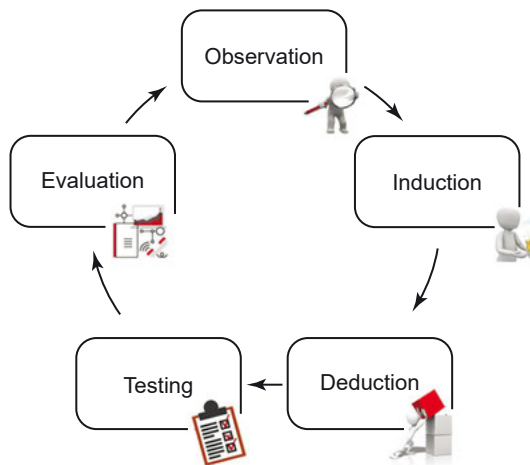 Observation
Induction
Deduction
Testing
Evaluation